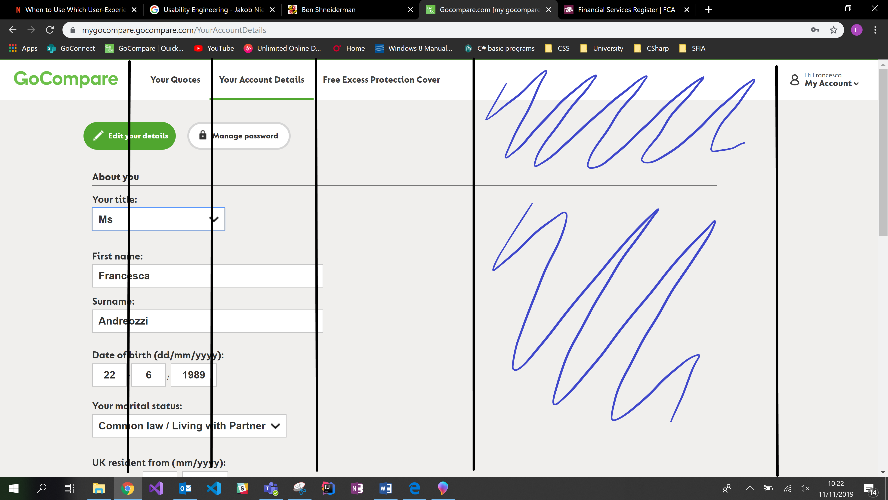 When to Use Which User-Experie
Usability Engineering - Jakob Nie
Ben Shneiderman
Gocompare.com [my gocompare
Financial Services Register | FCA
mygocompare.gocompare.com/YourAccountDetails
Apps
GoConnect
GoCompare | Quick...
YouTube
Unlimited Online D...
Home
Windows 8 Manual...
C# basic programs
CSS
University
CSharp
SFIA
GoCompare
Your Quotes
Your Account Details
Free Excess Protection Cover
Hi Francesca
My Account
Edit your details
Manage password
About you
Your title:
Ms
First name:
Francesca
Surname:
Andreozzi
Date of birth (dd/mm/yyyy):
22 / 6 / 1989
Your marital status:
Common law / Living with Partner
UK resident from (mm/yyyy):
10:22
11/11/2019
14